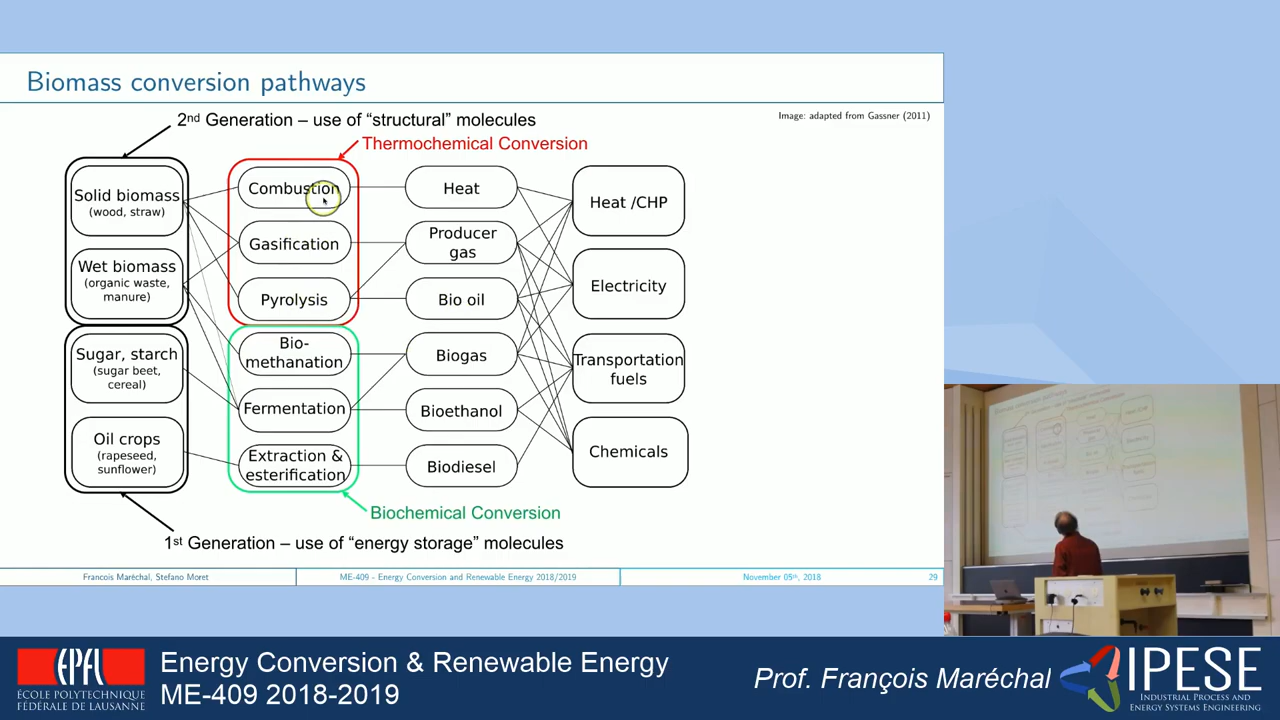 Biomass conversion pathways
2nd Generation – use of “structural” molecules
Image: adapted from Gassner (2011)
Thermochemical Conversion
Solid biomass
(wood, straw)
Wet biomass
(organic waste,
manure)
Sugar, starch
(sugar beet,
cereal)
Oil crops
(rapeseed,
sunflower)
Combustion
Gasification
Pyrolysis
Bio-
methanation
Fermentation
Extraction &
esterification
Heat
Producer
gas
Bio oil
Biogas
Bioethanol
Biodiesel
Heat /CHP
Electricity
Transportation
fuels
Chemicals
Biochemical Conversion
1st Generation – use of “energy storage” molecules
Francois Maréchal, Stefano Moret
ME-409 - Energy Conversion and Renewable Energy 2018/2019
November 05th, 2018
29
EPFL
ÉCOLE POLYTECHNIQUE
FÉDÉRALE DE LAUSANNE
Energy Conversion & Renewable Energy
ME-409 2018-2019
Prof. François Maréchal
IPESE
Industrial Process and
Energy Systems Engineering